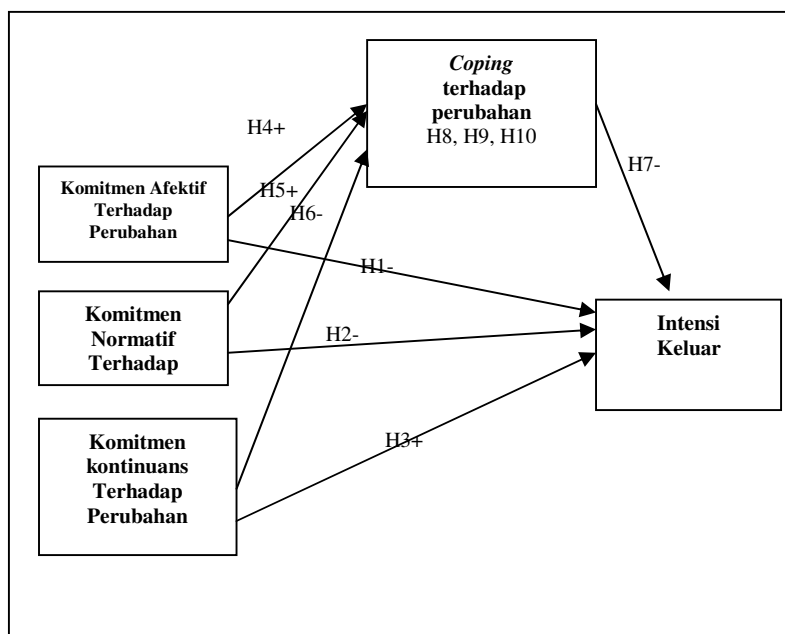 Coping
terhadap
perubahan
H8, H9, H10
H4+
H7-
Komitmen Afektif
Terhadap
Perubahan
H5+
H6-
H1-
Komitmen
Normatif
Terhadap
H2-
Intensi
Keluar
Komitmen
kontinuans
Terhadap
Perubahan
H3+